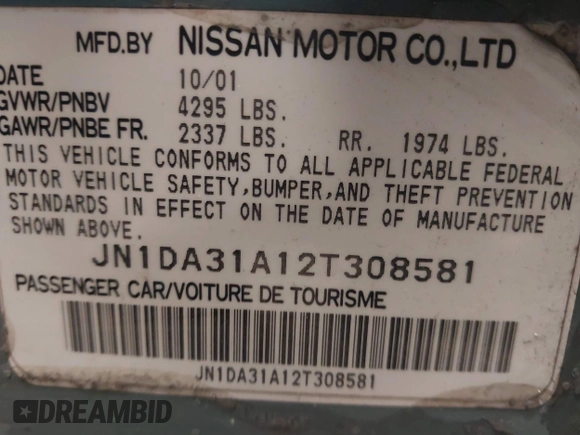 MFD.BY NISSAN MOTOR CO.,LTD
DATE 10/01
GVWR/PNBV 4295 LBS.
GAWR/PNBE FR. 2337 LBS. RR. 1974 LBS.
THIS VEHICLE CONFORMS TO ALL APPLICABLE FEDERAL
MOTOR VEHICLE SAFETY,BUMPER,AND THEFT PREVENTION
STANDARDS IN EFFECT ON THE DATE OF MANUFACTURE
SHOWN ABOVE.
JN1DA31A12T308581
PASSENGER CAR/VOITURE DE TOURISME
JN1DA31A12T308581
DREAMBID